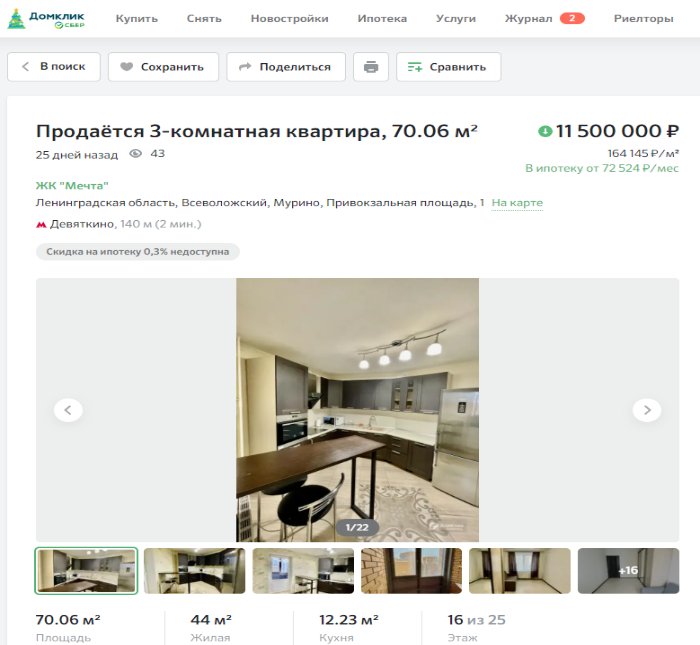 Домклик
СБЕР
Купить Снять Новостройки Ипотека Услуги Журнал 2 Риелторы
В поиск Сохранить Поделиться Сравнить
Продаётся 3-комнатная квартира, 70.06 м² 11 500 000 ₽
25 дней назад 43 164 145 ₽/м²
В ипотеку от 72 524 ₽/мес
ЖК "Мечта"
Ленинградская область, Всеволожский, Мурино, Привокзальная площадь, 1 На карте
Девяткино, 140 м (2 мин.)
Скидка на ипотеку 0,3% недоступна
1/22
+16
70.06 м² 44 м² 12.23 м² 16 из 25
Площадь Жилая Кухня Этаж